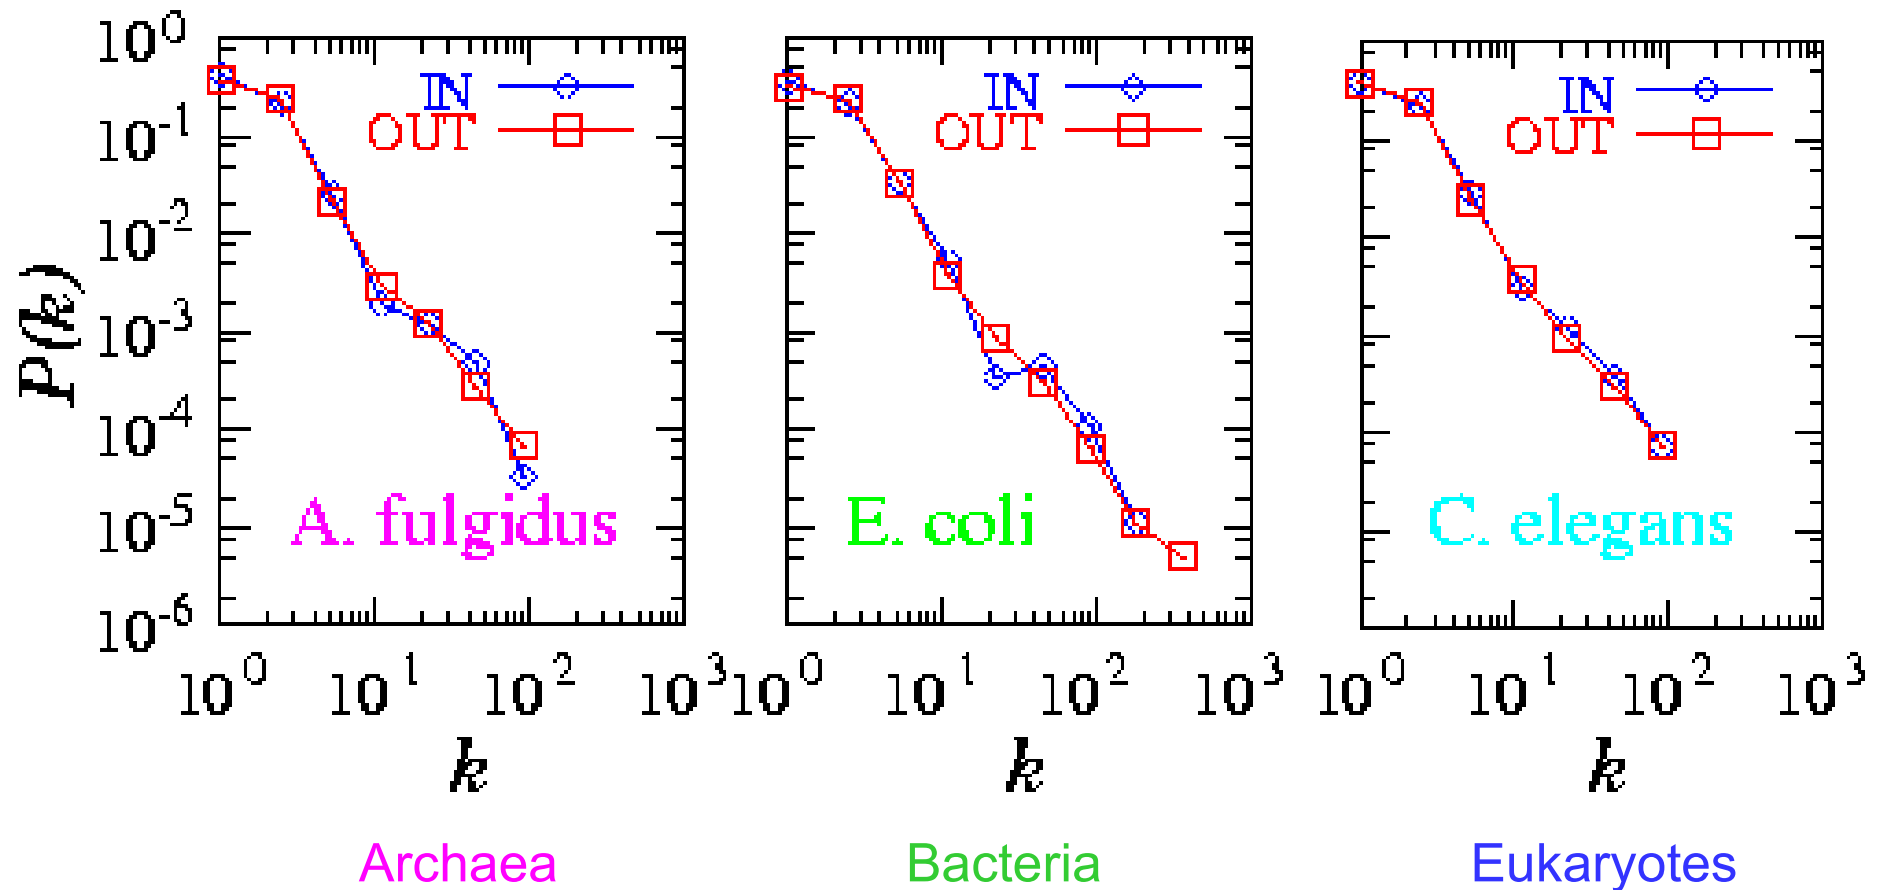 10^0
10^-1
10^-2
10^-3
10^-4
10^-5
10^-6
P(k)
IN
OUT
A. fulgidus
10^0 10^1 10^2 10^3
k
Archaea
IN
OUT
E. coli
10^0 10^1 10^2 10^3
k
Bacteria
IN
OUT
C. elegans
10^0 10^1 10^2 10^3
k
Eukaryotes